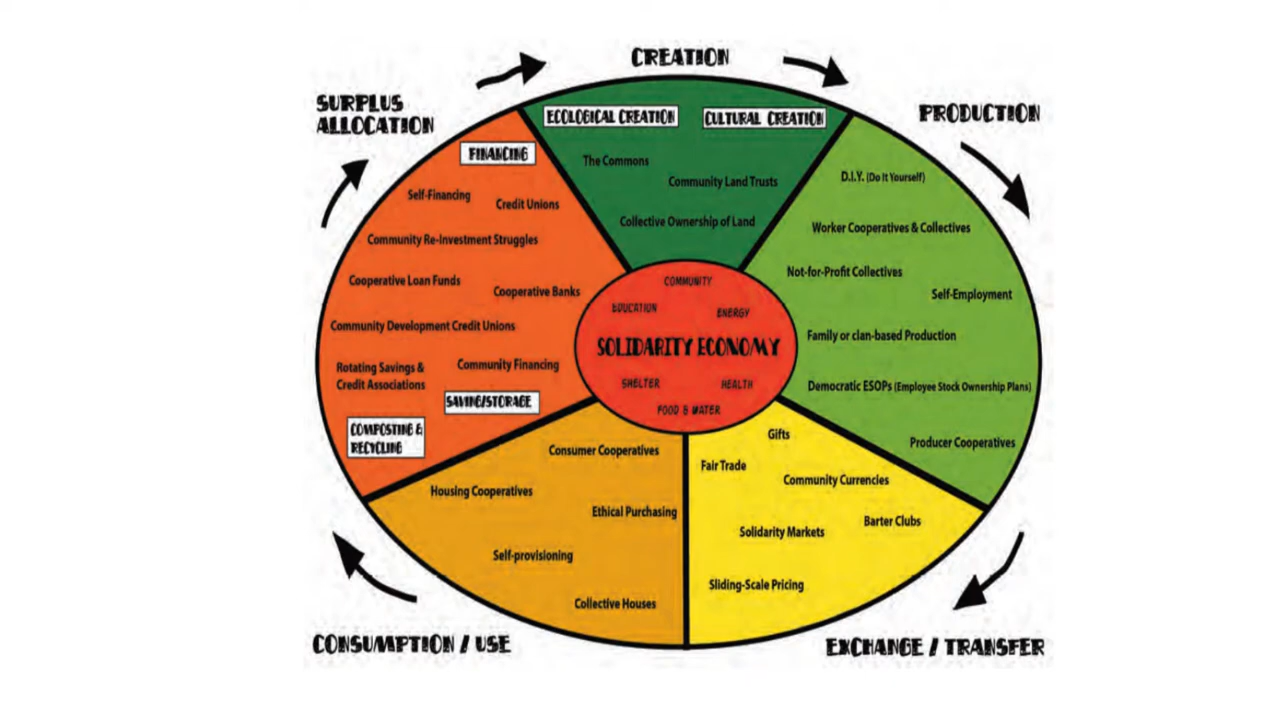 CREATION
SURPLUS
ALLOCATION
PRODUCTION
ECOLOGICAL CREATION
CULTURAL CREATION
The Commons
Community Land Trusts
Collective Ownership of Land
FINANCING
Self-Financing
Credit Unions
Community Re-Investment Struggles
Cooperative Loan Funds
Cooperative Banks
Community Development Credit Unions
Rotating Savings &
Credit Associations
Community Financing
SAVING/STORAGE
COMPOSTING &
RECYCLING
D.I.Y. (Do It Yourself)
Worker Cooperatives & Collectives
Not-for-Profit Collectives
Self-Employment
Family or clan-based Production
Democratic ESOPs (Employee Stock Ownership Plans)
Producer Cooperatives
COMMUNITY
EDUCATION
ENERGY
SOLIDARITY ECONOMY
SHELTER
HEALTH
FOOD & WATER
Consumer Cooperatives
Housing Cooperatives
Ethical Purchasing
Self-provisioning
Collective Houses
Gifts
Fair Trade
Community Currencies
Barter Clubs
Solidarity Markets
Sliding-Scale Pricing
CONSUMPTION / USE
EXCHANGE / TRANSFER